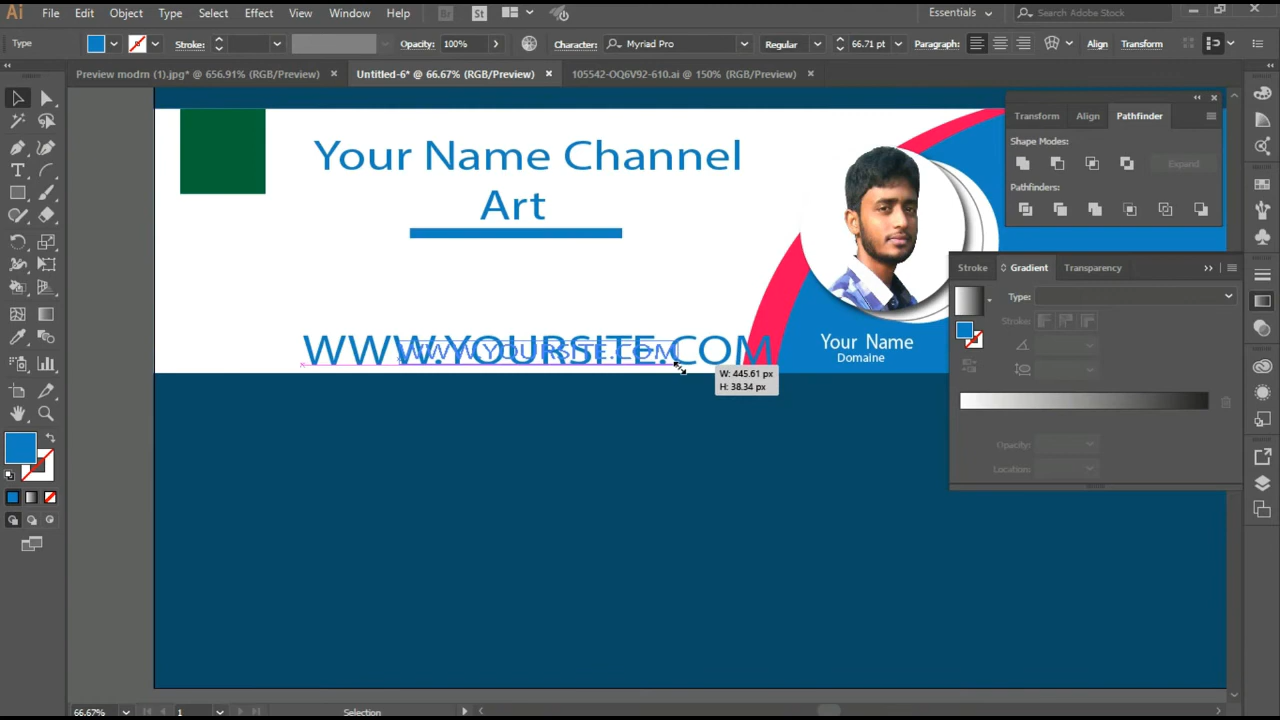 Ai File Edit Object Type Select Effect View Window Help Br St Essentials Search Adobe Stock
Type Stroke: Opacity: 100% Character: Myriad Pro Regular 66.71 pt Paragraph: Align Transform
Preview modrn (1).jpg* @ 656.91% (RGB/Preview) × Untitled-6* @ 66.67% (RGB/Preview) × 105542-OQ6V92-610.ai @ 150% (RGB/Preview) ×
Transform Align Pathfinder
Shape Modes:
Expand
Pathfinders:
Your Name Channel
Art
Stroke Gradient Transparency
Type:
Stroke:
Opacity:
Location:
WWW.YOURSITE.COM
WWW.YOURSITE.COM
Your Name
Domaine
W: 445.61 px
H: 38.34 px
66.67% 1 Selection